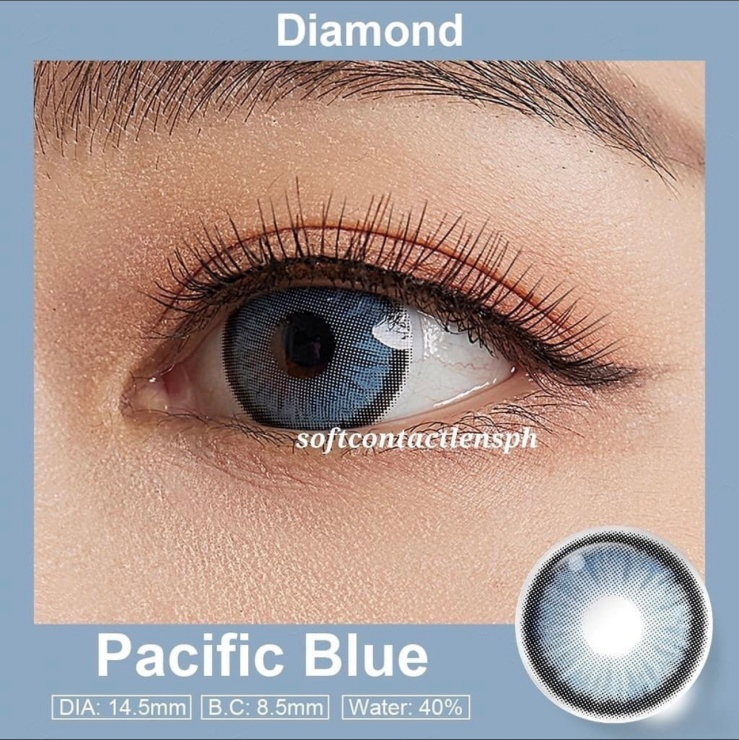 Diamond
softcontactlensph
Pacific Blue
DIA: 14.5mm B.C: 8.5mm Water: 40%